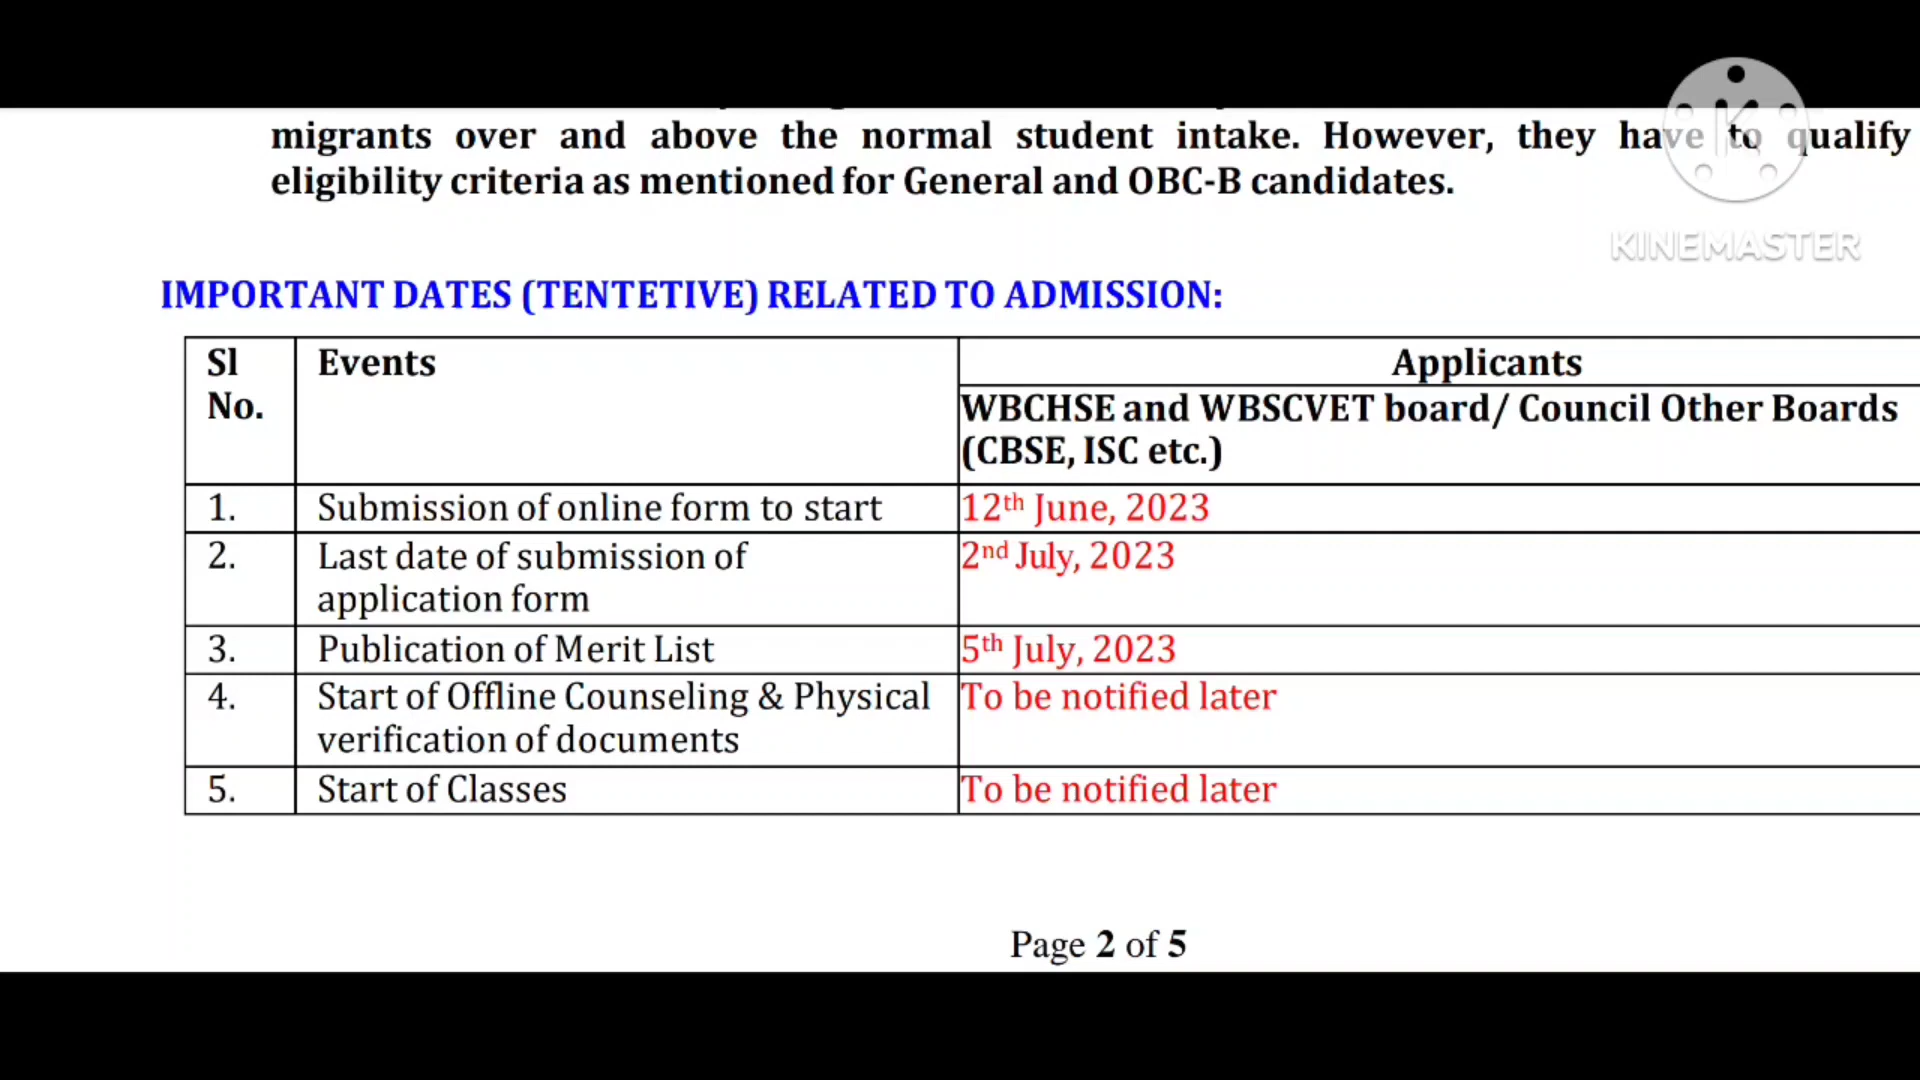 migrants over and above the normal student intake. However, they have to qualify
eligibility criteria as mentioned for General and OBC-B candidates.
KINEMASTER
IMPORTANT DATES (TENTETIVE) RELATED TO ADMISSION:
Sl No. Events Applicants
WBCHSE and WBSCVET board/ Council Other Boards
(CBSE, ISC etc.)
1. Submission of online form to start 12th June, 2023
2. Last date of submission of 2nd July, 2023
application form
3. Publication of Merit List 5th July, 2023
4. Start of Offline Counseling & Physical To be notified later
verification of documents
5. Start of Classes To be notified later
Page 2 of 5